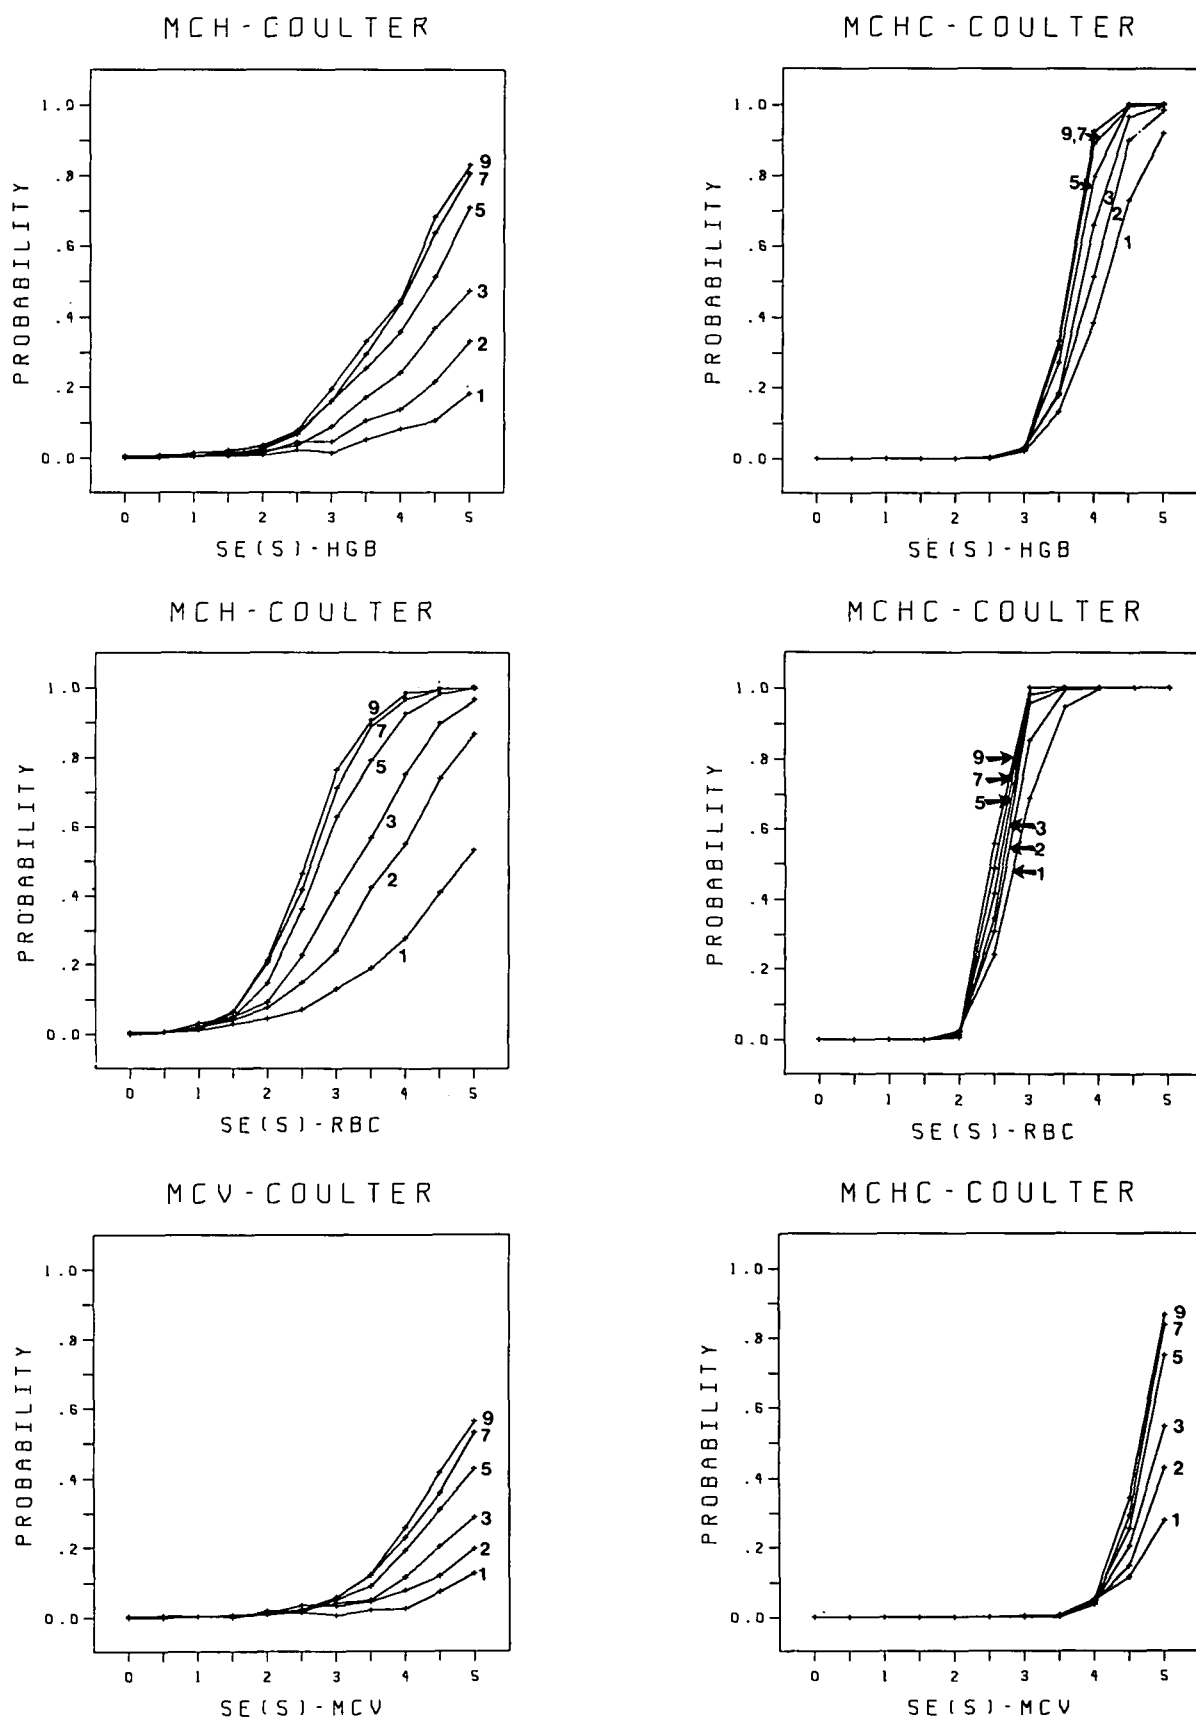 MCH-COULTER
PROBABILITY
1.0
.8
.6
.4
.2
0.0
9
7
5
3
2
1
0 1 2 3 4 5
SE(S)-HGB
MCHC-COULTER
PROBABILITY
1.0
.8
.6
.4
.2
0.0
9,7
5
3
2
1
0 1 2 3 4 5
SE(S)-HGB
MCH-COULTER
PROBABILITY
1.0
.8
.6
.4
.2
0.0
9
7
5
3
2
1
0 1 2 3 4 5
SE(S)-RBC
MCHC-COULTER
PROBABILITY
1.0
.8
.6
.4
.2
0.0
9
7
5
3
2
1
0 1 2 3 4 5
SE(S)-RBC
MCV-COULTER
PROBABILITY
1.0
.8
.6
.4
.2
0.0
9
7
5
3
2
1
0 1 2 3 4 5
SE(S)-MCV
MCHC-COULTER
PROBABILITY
1.0
.8
.6
.4
.2
0.0
9
7
5
3
2
1
0 1 2 3 4 5
SE(S)-MCV